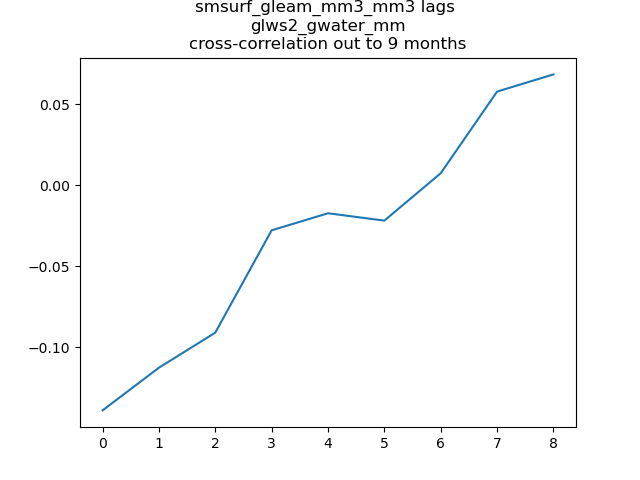 smsurf_gleam_mm3_mm3 lags
glws2_gwater_mm
cross-correlation out to 9 months
0.05
0.00
−0.05
−0.10
0 1 2 3 4 5 6 7 8